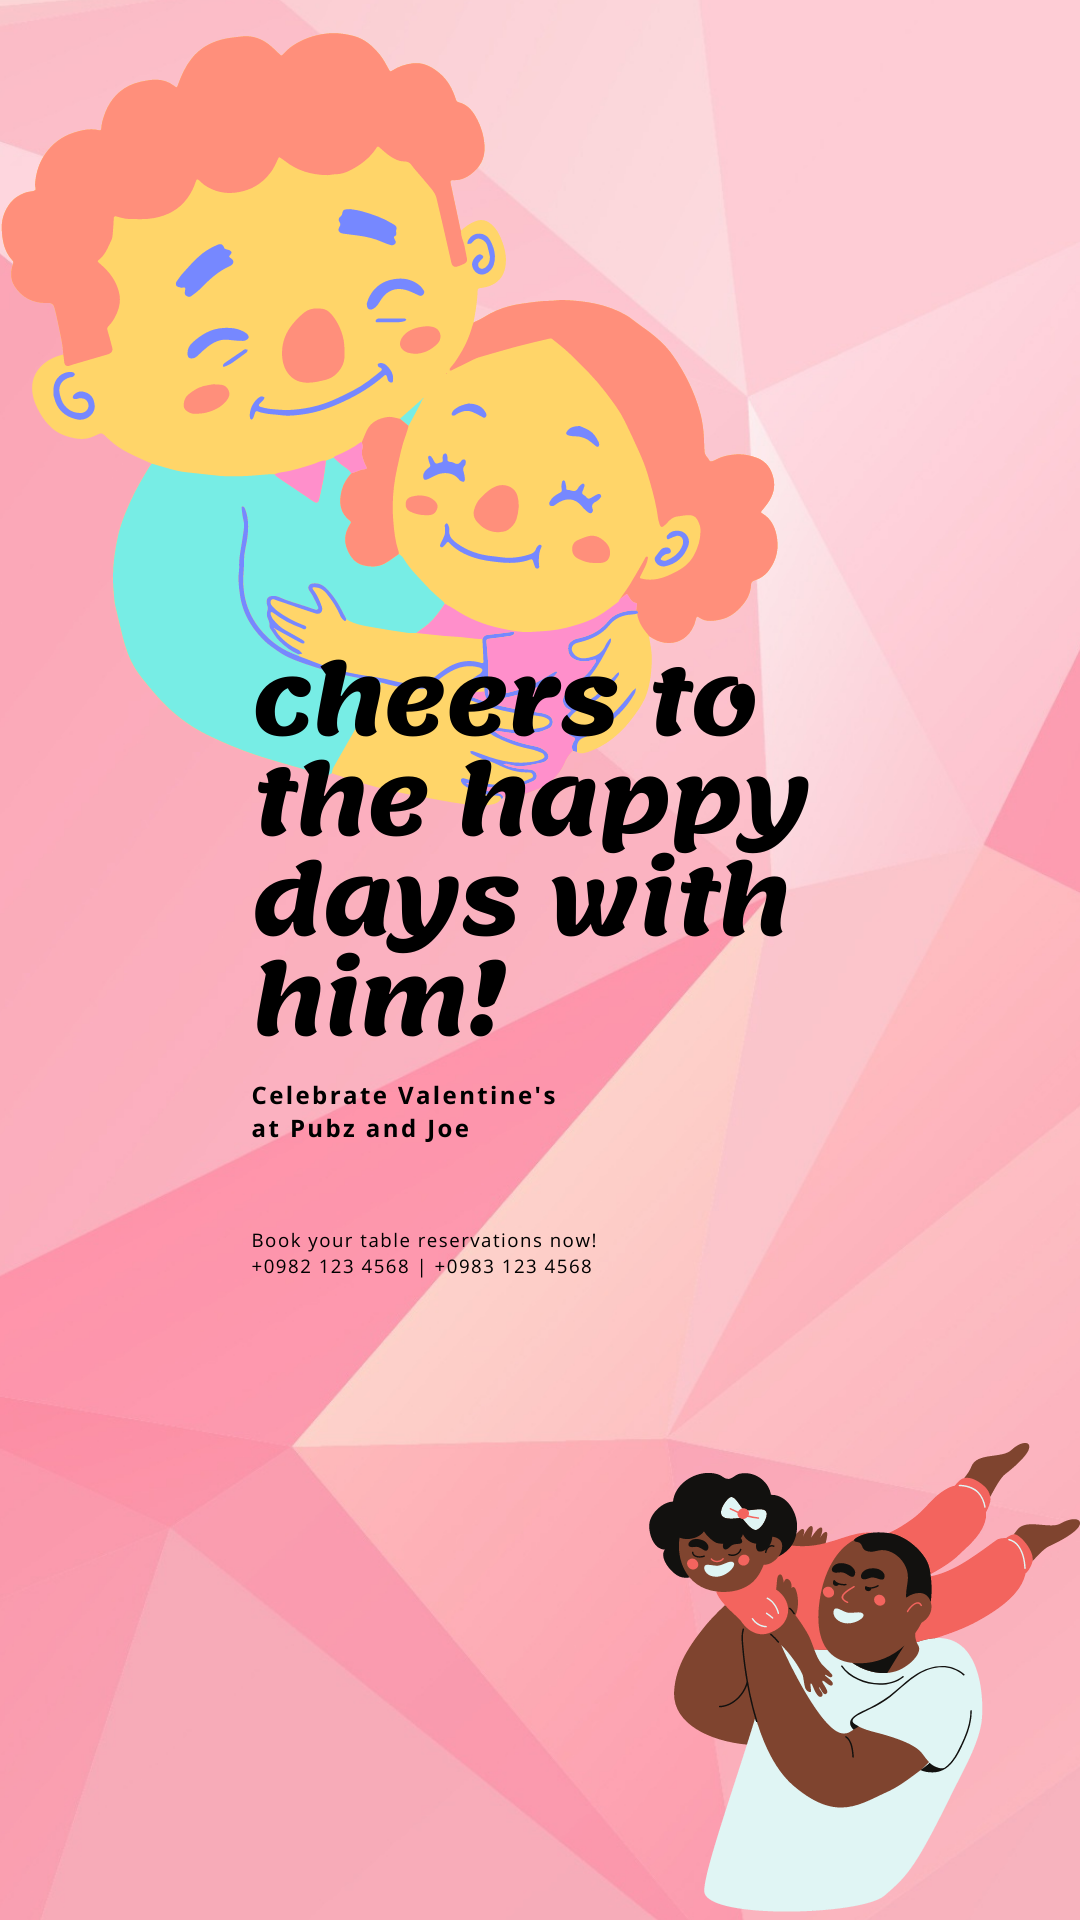 cheers to
the happy
days with
him!
Celebrate Valentine's
at Pubz and Joe
Book your table reservations now!
+0982 123 4568 | +0983 123 4568